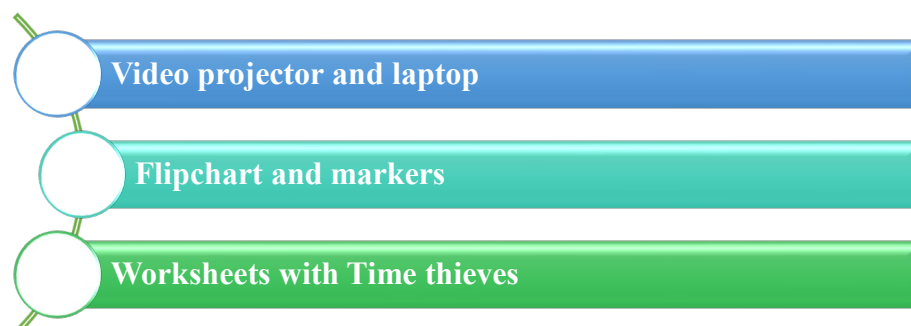 Video projector and laptop
Flipchart and markers
Worksheets with Time thieves